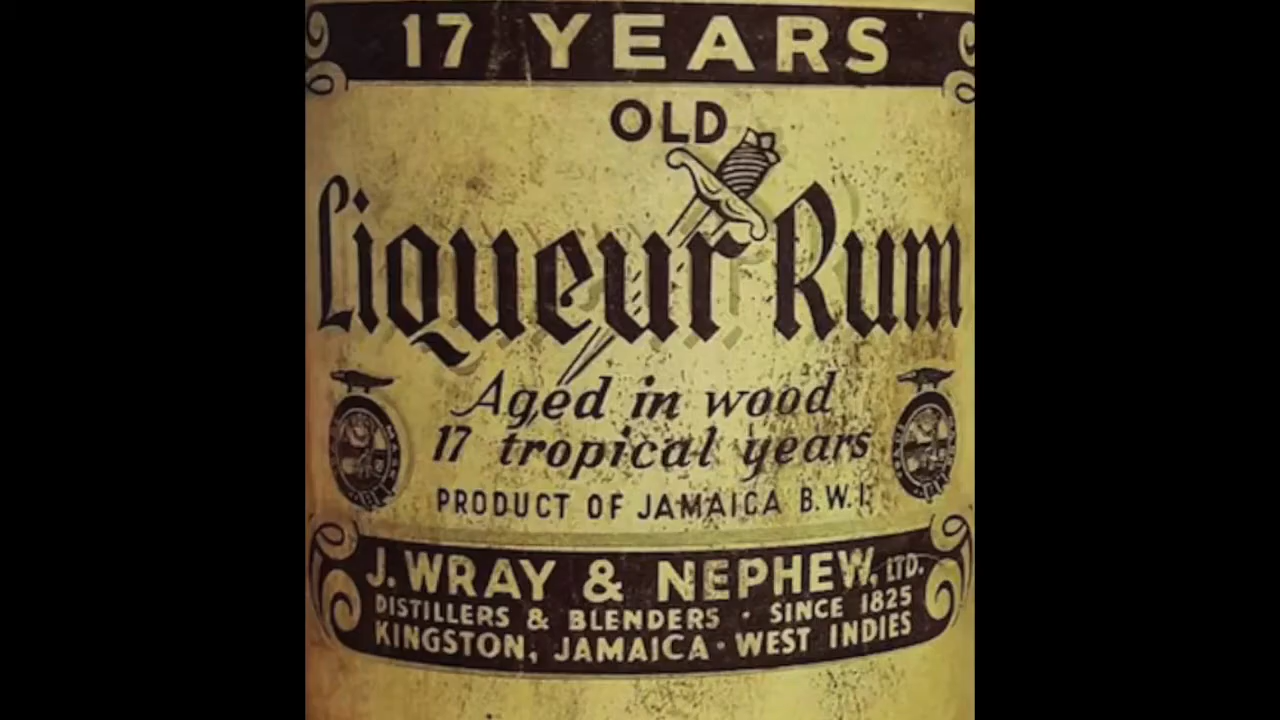 17 YEARS
OLD
Liqueur Rum
Aged in wood
17 tropical years
PRODUCT OF JAMAICA B.W.I.
J. WRAY & NEPHEW, LTD.
DISTILLERS & BLENDERS · SINCE 1825
KINGSTON, JAMAICA · WEST INDIES